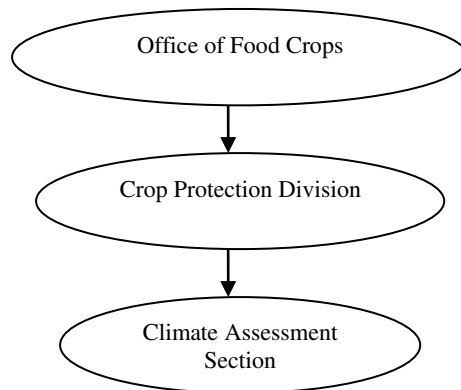 Office of Food Crops
Crop Protection Division
Climate Assessment
Section